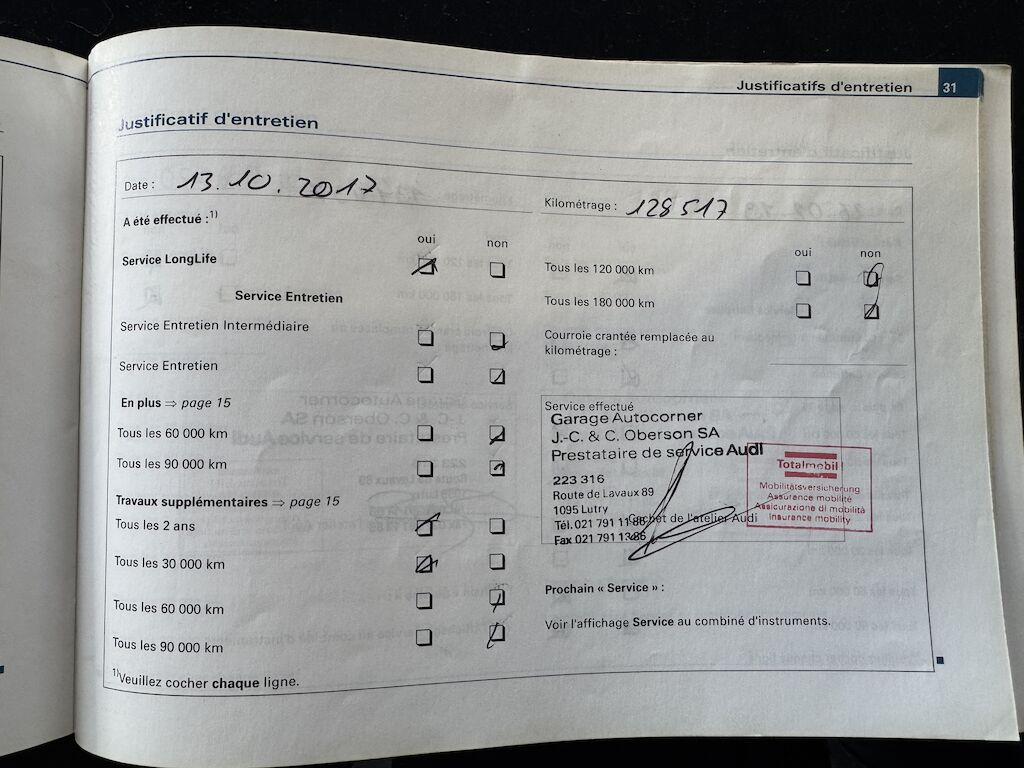 Justificatifs d'entretien 31
Justificatif d'entretien
Date : 13.10.2017
Kilométrage : 128 517
A été effectué :1)
oui non
Service LongLife
Service Entretien
Service Entretien Intermédiaire
Service Entretien
En plus ⇒ page 15
Tous les 60 000 km
Tous les 90 000 km
Travaux supplémentaires ⇒ page 15
Tous les 2 ans
Tous les 30 000 km
Tous les 60 000 km
Tous les 90 000 km
1)Veuillez cocher chaque ligne.
oui non
Tous les 120 000 km
Tous les 180 000 km
Courroie crantée remplacée au
kilométrage :
Service effectué
Garage Autocorner
J.-C. & C. Oberson SA
Prestataire de service Audi
223 316
Route de Lavaux 89
1095 Lutry
Tél. 021 791 11 86
Cachet de l'atelier Audi
Fax 021 791 13 86
Totalmobil!
Mobilitätsversicherung
Assurance mobilité
Assicurazione di mobilità
Insurance mobility
Prochain « Service » :
Voir l'affichage Service au combiné d'instruments.